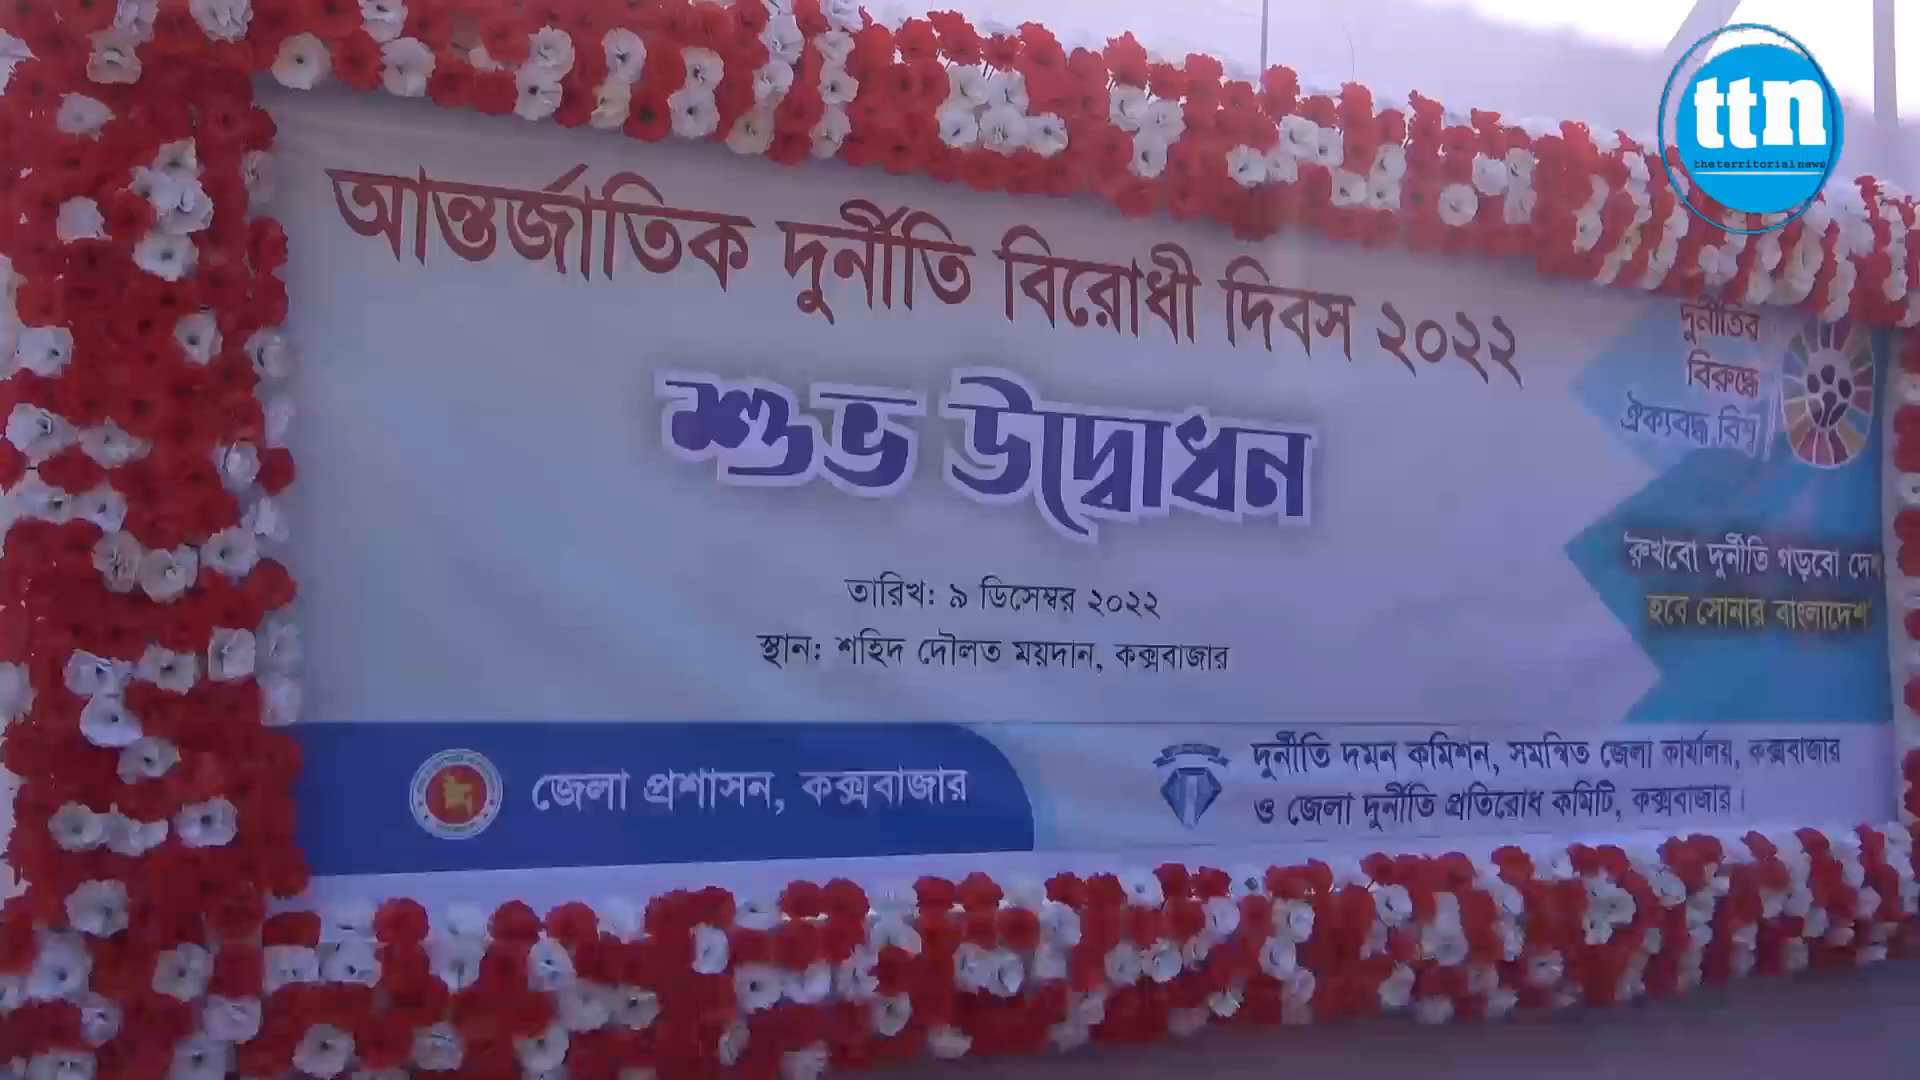 ttn
theterritorialnews
আন্তর্জাতিক দুর্নীতি বিরোধী দিবস ২০২২
শুভ উদ্বোধন
তারিখ: ৯ ডিসেম্বর ২০২২
স্থান: শহিদ দৌলত ময়দান, কক্সবাজার
দুর্নীতির
বিরুদ্ধে
ঐক্যবদ্ধ বিশ্ব
রুখবো দুর্নীতি গড়বো দেশ
হবে সোনার বাংলাদেশ
জেলা প্রশাসন, কক্সবাজার
দুর্নীতি দমন কমিশন, সমন্বিত জেলা কার্যালয়, কক্সবাজার
ও জেলা দুর্নীতি প্রতিরোধ কমিটি, কক্সবাজার।